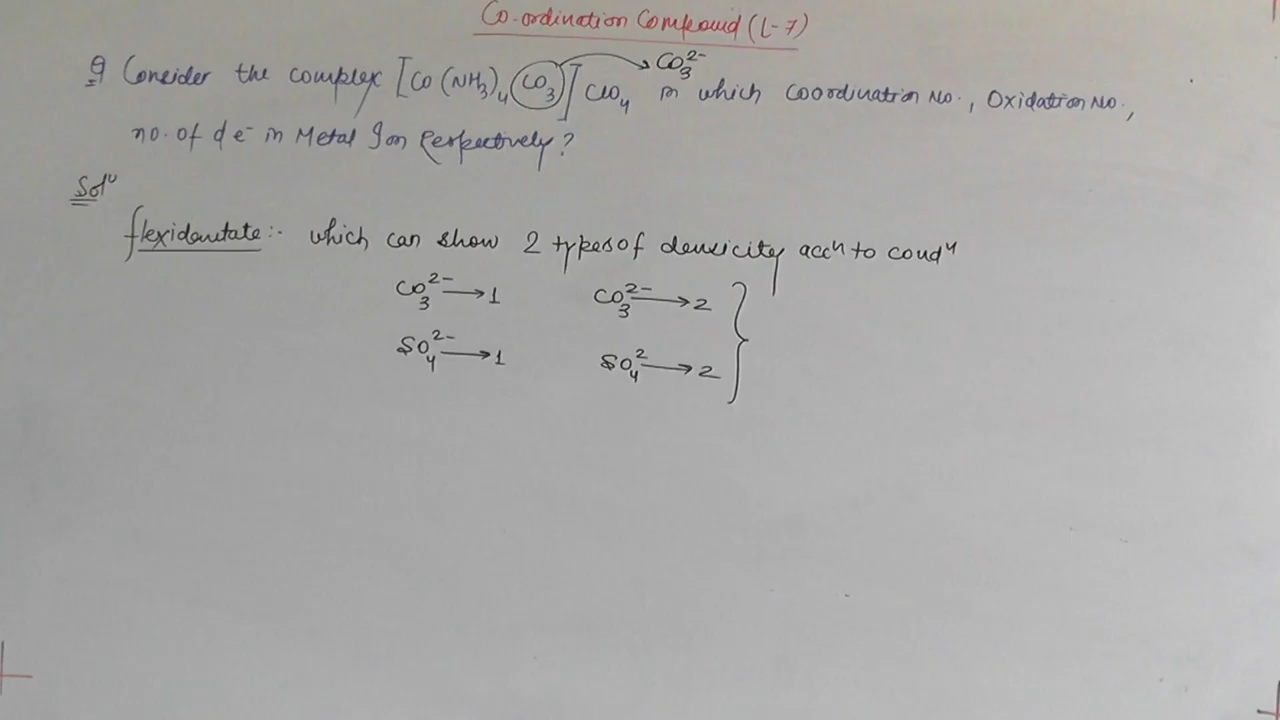 Co-ordination Compound (L-7)
Q Consider the complex [Co(NH3)4(CO3)]ClO4 in which coordination No., Oxidation No., CO3^2-
no. of d e- in Metal Ion Respectively?
Sol^n
flexidentate:- which can show 2 types of denticity acc^n to cond^n
CO3^2- → 1 CO3^2- → 2
SO4^2- → 1 SO4^2 → 2